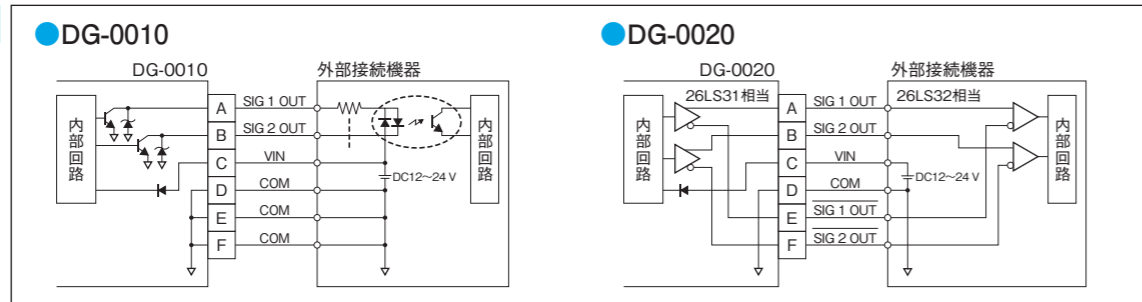 ●DG-0010
DG-0010
外部接続機器
内部回路
A
SIG 1 OUT
B
SIG 2 OUT
C
VIN
DC12～24 V
D
COM
E
COM
F
COM
内部回路
●DG-0020
DG-0020
外部接続機器
26LS31相当
26LS32相当
内部回路
A
SIG 1 OUT
B
SIG 2 OUT
C
VIN
DC12～24 V
D
COM
E
SIG 1 OUT
F
SIG 2 OUT
内部回路